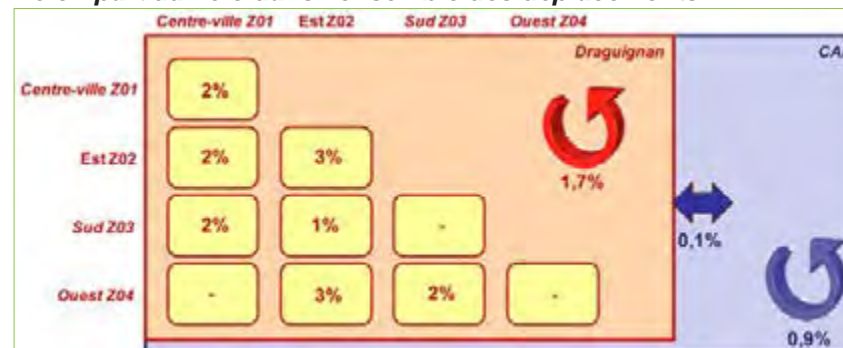 Centre-ville Z01 Est Z02 Sud Z03 Ouest Z04
Draguignan
Centre-ville Z01 2%
Est Z02 2% 3%
1,7%
Sud Z03 2% 1% -
0,1%
Ouest Z04 - 3% 2% -
0,9%